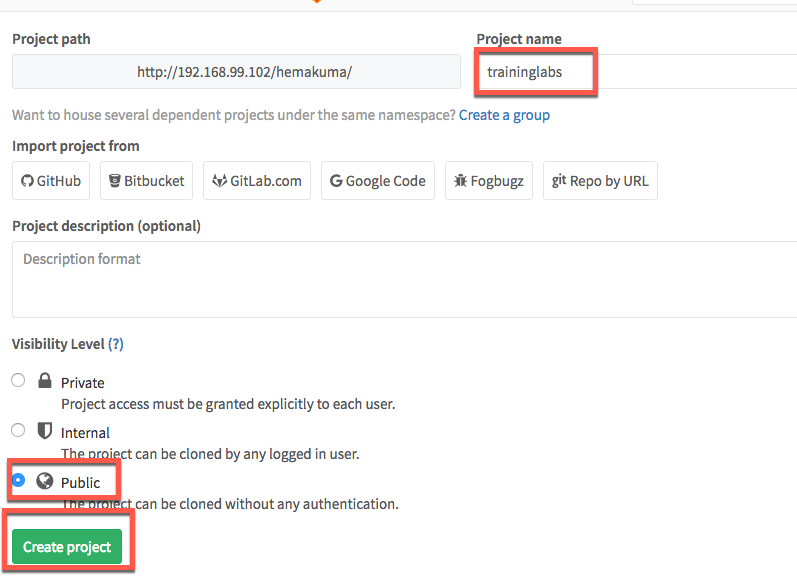 Project path Project name
http://192.168.99.102/hemakuma/ traininglabs
Want to house several dependent projects under the same namespace? Create a group
Import project from
GitHub Bitbucket GitLab.com Google Code Fogbugz git Repo by URL
Project description (optional)
Description format
Visibility Level (?)
Private
Project access must be granted explicitly to each user.
Internal
The project can be cloned by any logged in user.
Public
The project can be cloned without any authentication.
Create project